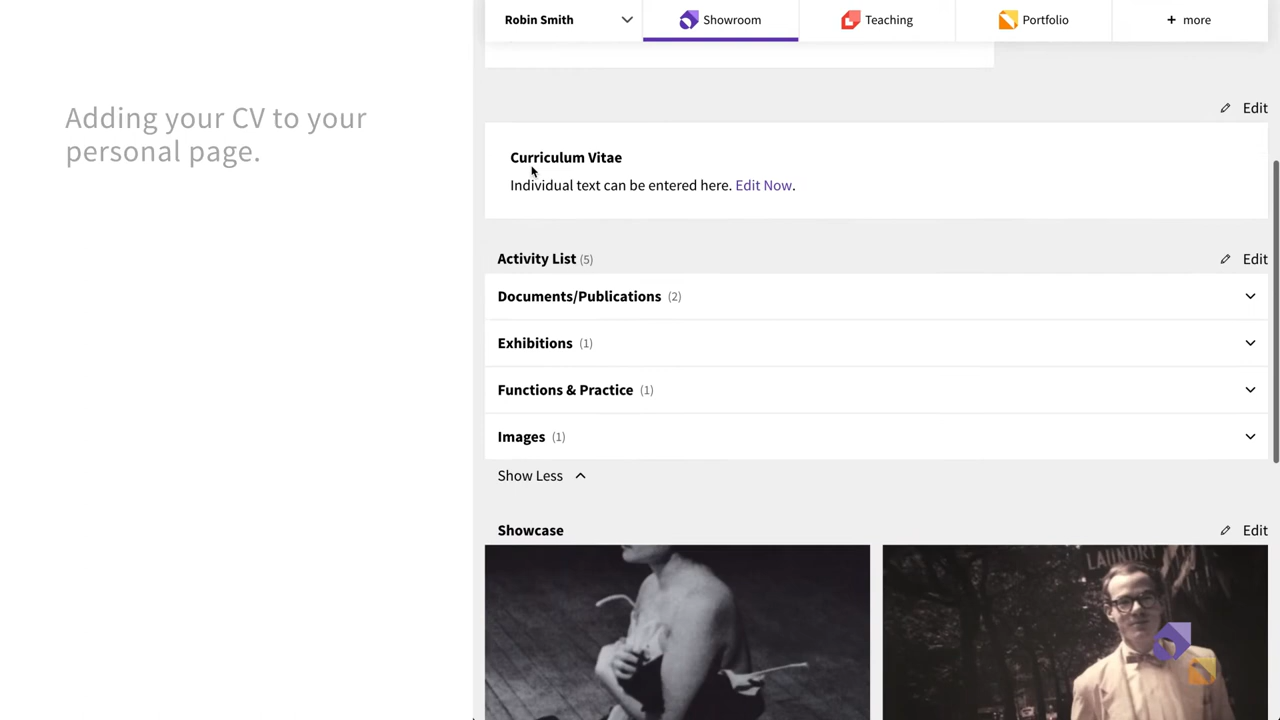 Robin Smith
Showroom
Teaching
Portfolio
+ more
Adding your CV to your
personal page.
Edit
Curriculum Vitae
Individual text can be entered here. Edit Now.
Activity List (5)
Edit
Documents/Publications (2)
Exhibitions (1)
Functions & Practice (1)
Images (1)
Show Less
Showcase
Edit
LAUNDRY